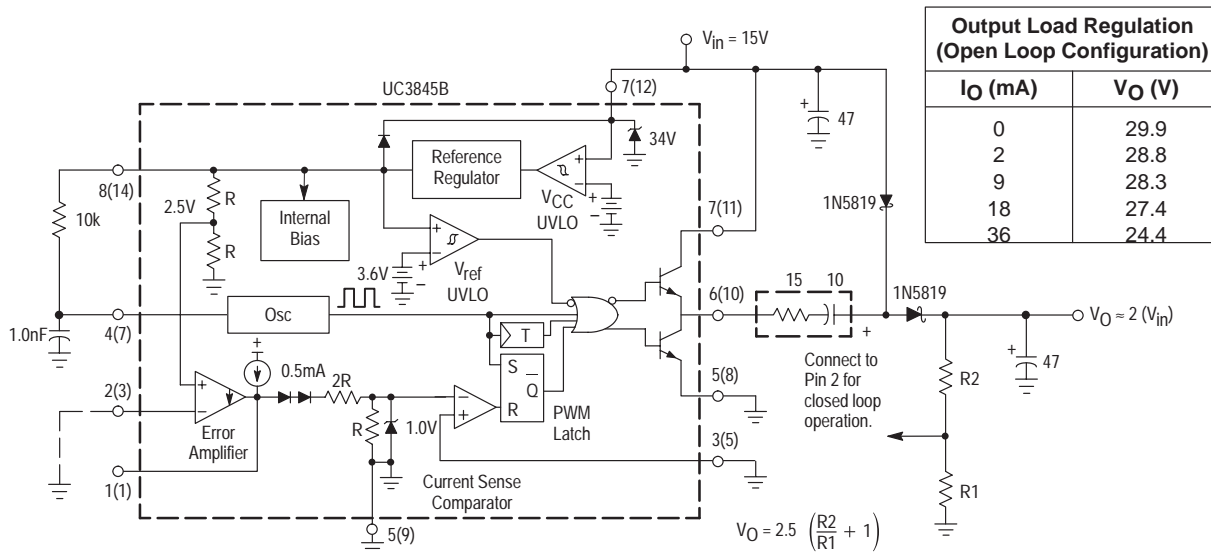 Output Load Regulation
(Open Loop Configuration)
IO (mA) VO (V)
0 29.9
2 28.8
9 28.3
18 27.4
36 24.4
Vin = 15V
UC3845B
7(12)
34V
+
47
Reference
Regulator
+
−
+
−
VCC
UVLO
1N5819
8(14)
10k
2.5V
R
R
Internal
Bias
+
−
3.6V
+
−
Vref
UVLO
7(11)
15 10
1N5819
6(10)
+
VO ≈ 2 (Vin)
1.0nF
4(7)
Osc
T
+
47
Connect to
Pin 2 for
closed loop
operation.
R2
+
0.5mA
S
Q
R
5(8)
2(3)
+
−
2R
−
+
PWM
Latch
Error
Amplifier
R
1.0V
3(5)
1(1)
Current Sense
Comparator
R1
5(9)
VO = 2.5 (R2/R1 + 1)